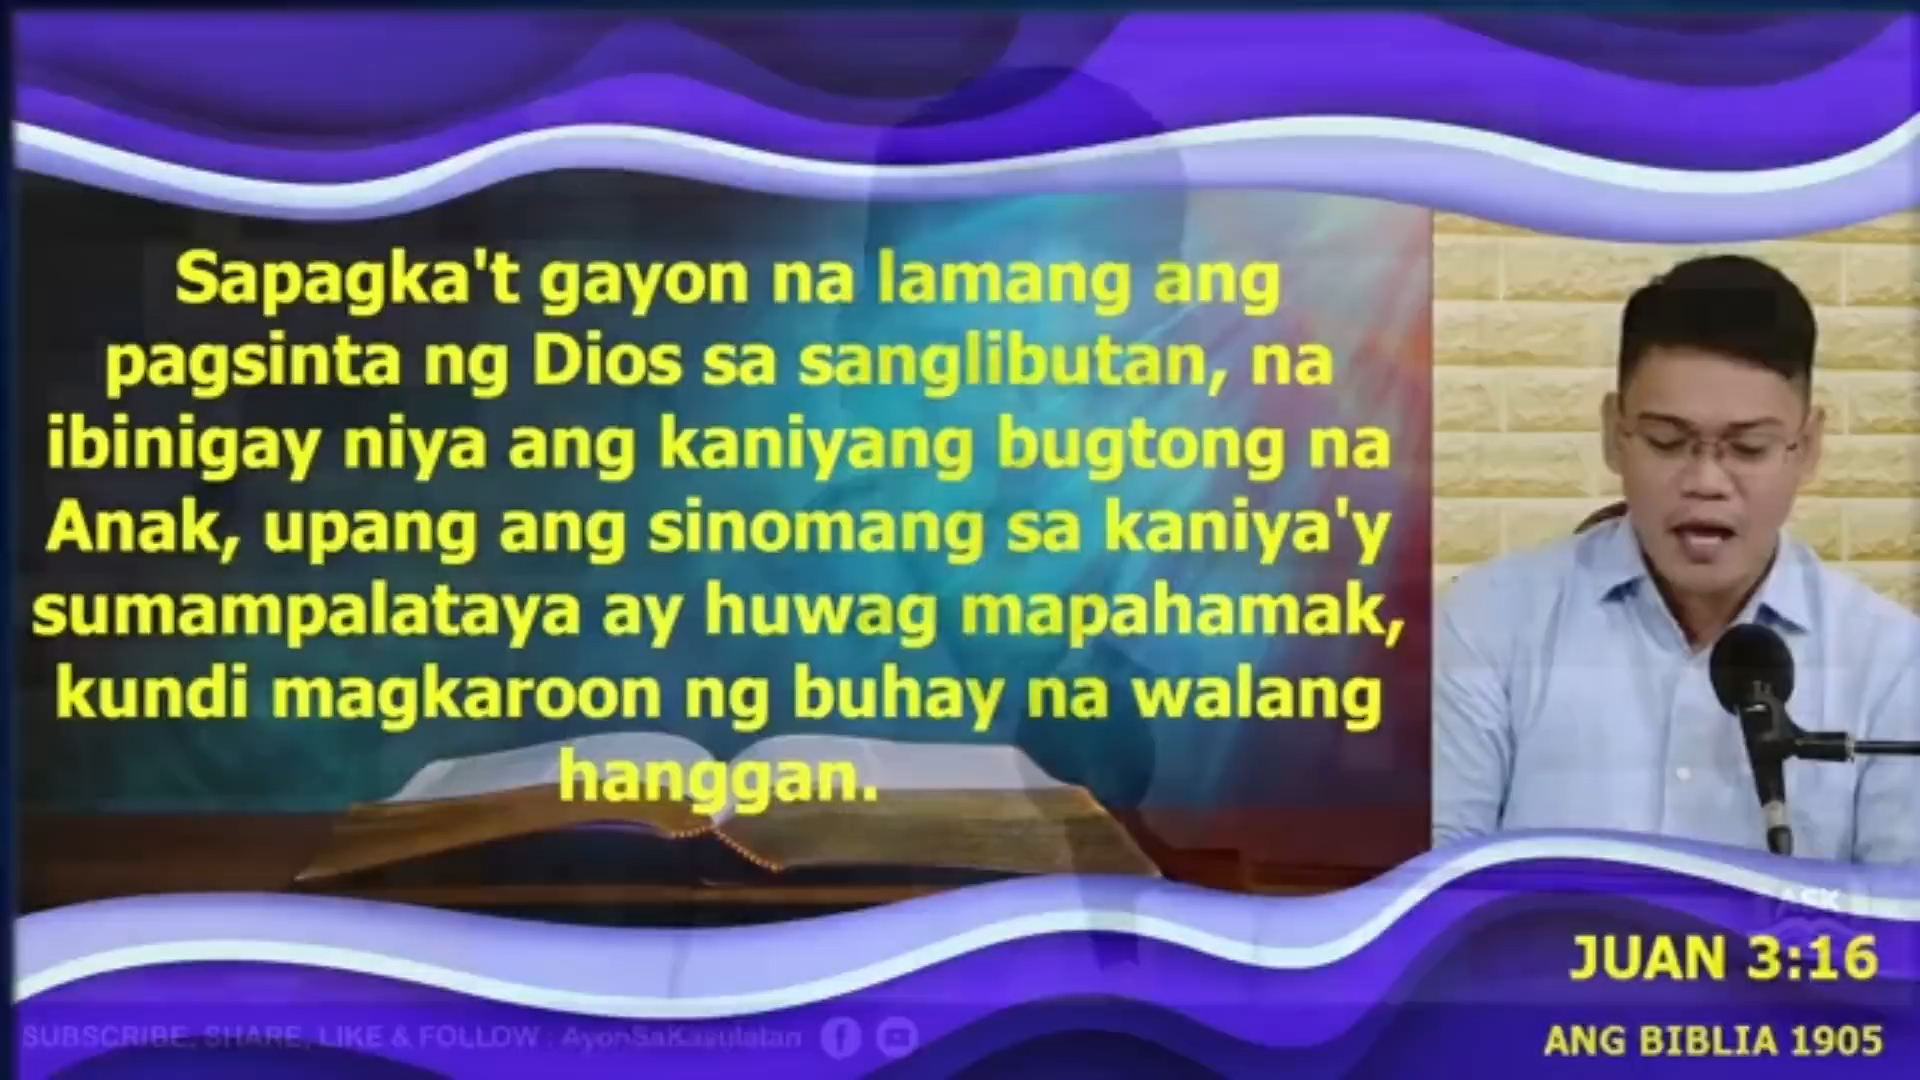 Sapagka't gayon na lamang ang
pagsinta ng Dios sa sanglibutan, na
ibinigay niya ang kaniyang bugtong na
Anak, upang ang sinomang sa kaniya'y
sumampalataya ay huwag mapahamak,
kundi magkaroon ng buhay na walang
hanggan.
ASK
JUAN 3:16
SUBSCRIBE, SHARE, LIKE & FOLLOW : AyonSaKasulatan
ANG BIBLIA 1905